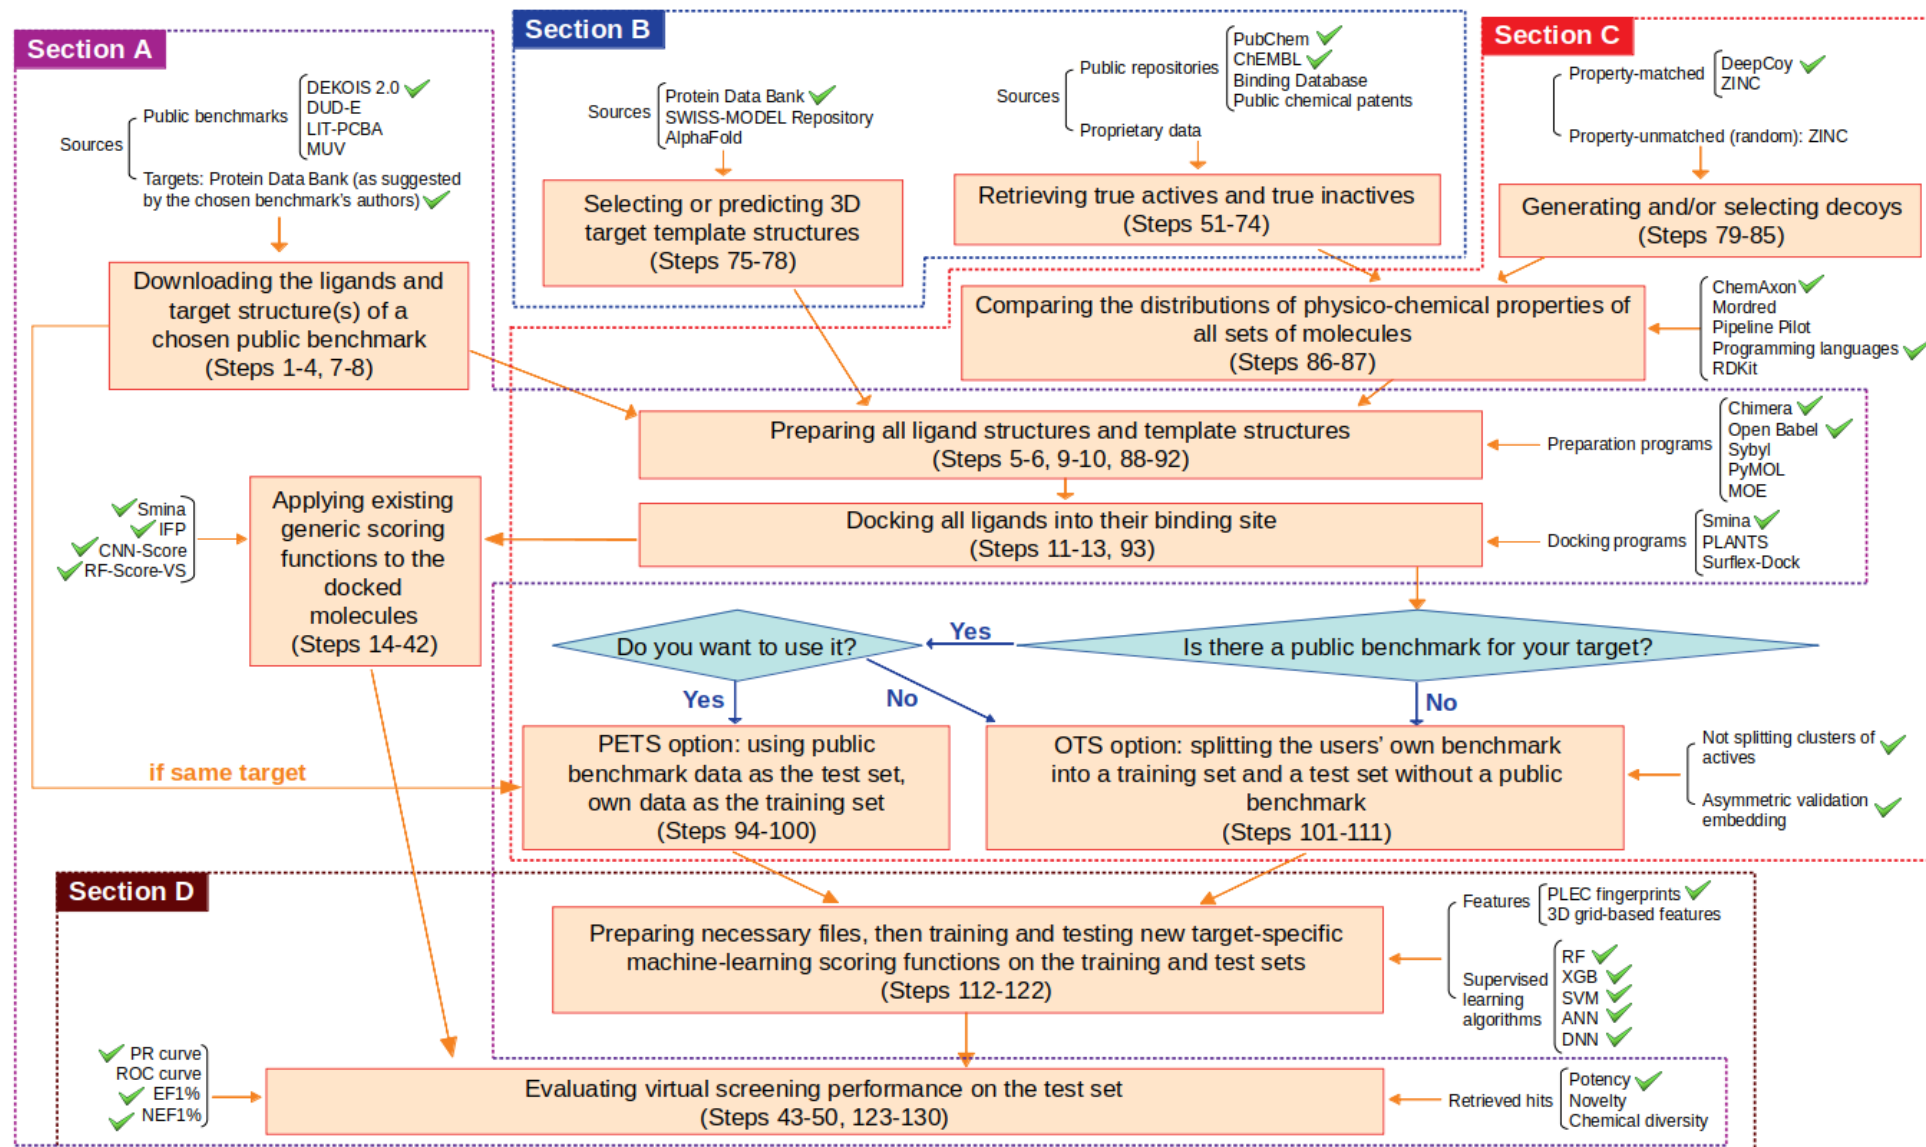 Section A
Sources
Public benchmarks
DEKOIS 2.0
DUD-E
LIT-PCBA
MUV
Targets: Protein Data Bank (as suggested
by the chosen benchmark's authors)
Downloading the ligands and
target structure(s) of a
chosen public benchmark
(Steps 1-4, 7-8)
Section B
Sources
Protein Data Bank
SWISS-MODEL Repository
AlphaFold
Selecting or predicting 3D
target template structures
(Steps 75-78)
Sources
Public repositories
PubChem
ChEMBL
Binding Database
Public chemical patents
Proprietary data
Retrieving true actives and true inactives
(Steps 51-74)
Section C
Property-matched
DeepCoy
ZINC
Property-unmatched (random): ZINC
Generating and/or selecting decoys
(Steps 79-85)
Comparing the distributions of physico-chemical properties of
all sets of molecules
(Steps 86-87)
ChemAxon
Mordred
Pipeline Pilot
Programming languages
RDKit
Preparing all ligand structures and template structures
(Steps 5-6, 9-10, 88-92)
Preparation programs
Chimera
Open Babel
Sybyl
PyMOL
MOE
Docking all ligands into their binding site
(Steps 11-13, 93)
Docking programs
Smina
PLANTS
Surflex-Dock
Smina
IFP
CNN-Score
RF-Score-VS
Applying existing
generic scoring
functions to the
docked
molecules
(Steps 14-42)
Do you want to use it?
Yes
Is there a public benchmark for your target?
Yes
No
No
if same target
PETS option: using public
benchmark data as the test set,
own data as the training set
(Steps 94-100)
OTS option: splitting the users' own benchmark
into a training set and a test set without a public
benchmark
(Steps 101-111)
Not splitting clusters of
actives
Asymmetric validation
embedding
Section D
Preparing necessary files, then training and testing new target-specific
machine-learning scoring functions on the training and test sets
(Steps 112-122)
Features
PLEC fingerprints
3D grid-based features
Supervised
learning
algorithms
RF
XGB
SVM
ANN
DNN
PR curve
ROC curve
EF1%
NEF1%
Evaluating virtual screening performance on the test set
(Steps 43-50, 123-130)
Retrieved hits
Potency
Novelty
Chemical diversity